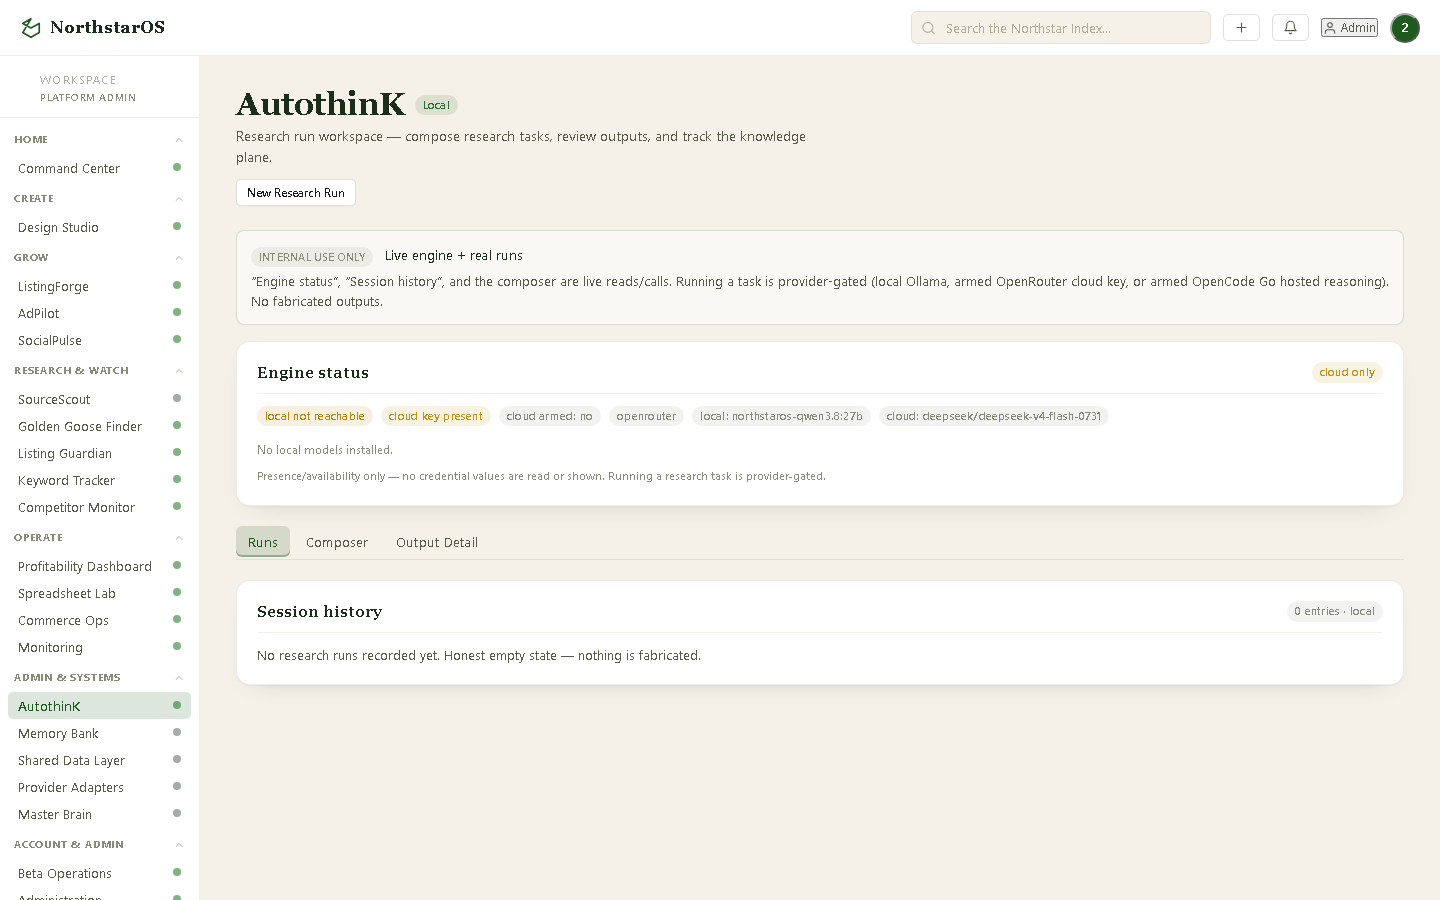 NorthstarOS
Search the Northstar Index...
Admin
2
WORKSPACE
PLATFORM ADMIN
HOME
Command Center
CREATE
Design Studio
GROW
ListingForge
AdPilot
SocialPulse
RESEARCH & WATCH
SourceScout
Golden Goose Finder
Listing Guardian
Keyword Tracker
Competitor Monitor
OPERATE
Profitability Dashboard
Spreadsheet Lab
Commerce Ops
Monitoring
ADMIN & SYSTEMS
AutothinK
Memory Bank
Shared Data Layer
Provider Adapters
Master Brain
ACCOUNT & ADMIN
Beta Operations
Administration
AutothinK Local
Research run workspace — compose research tasks, review outputs, and track the knowledge
plane.
New Research Run
INTERNAL USE ONLY Live engine + real runs
"Engine status", "Session history", and the composer are live reads/calls. Running a task is provider-gated (local Ollama, armed OpenRouter cloud key, or armed OpenCode Go hosted reasoning).
No fabricated outputs.
Engine status cloud only
local not reachable cloud key present cloud armed: no openrouter local: northstaros-qwen3.8:27b cloud: deepseek/deepseek-v4-flash-0731
No local models installed.
Presence/availability only — no credential values are read or shown. Running a research task is provider-gated.
Runs Composer Output Detail
Session history 0 entries · local
No research runs recorded yet. Honest empty state — nothing is fabricated.